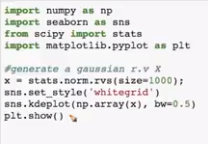 import numpy as np
import seaborn as sns
from scipy import stats
import matplotlib.pyplot as plt
#generate a gaussian r.v X
x = stats.norm.rvs(size=1000);
sns.set_style('whitegrid')
sns.kdeplot(np.array(x), bw=0.5)
plt.show()